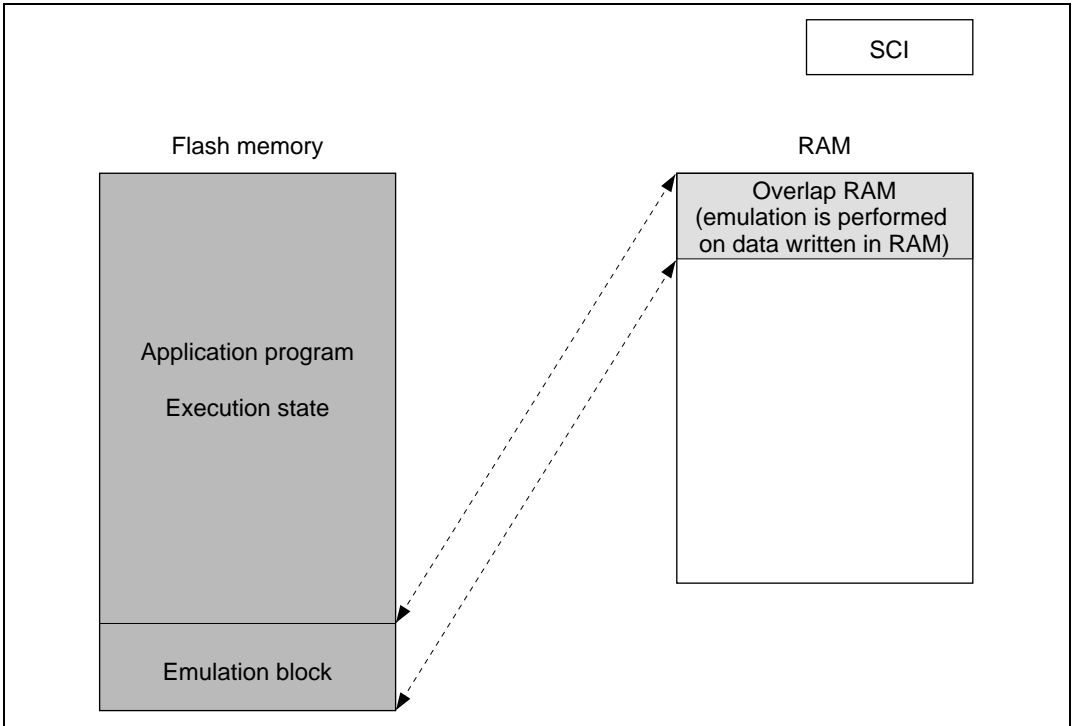 SCI
Flash memory
RAM
Overlap RAM
(emulation is performed
on data written in RAM)
Application program
Execution state
Emulation block